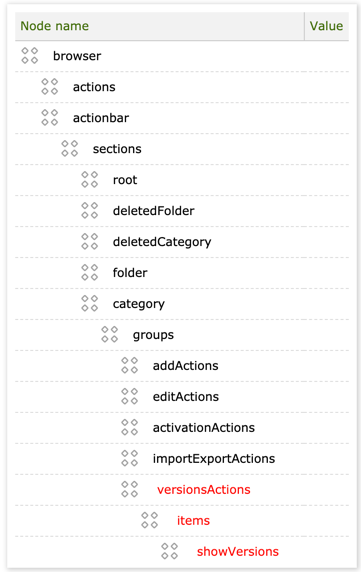 Node name Value
browser
actions
actionbar
sections
root
deletedFolder
deletedCategory
folder
category
groups
addActions
editActions
activationActions
importExportActions
versionsActions
items
showVersions